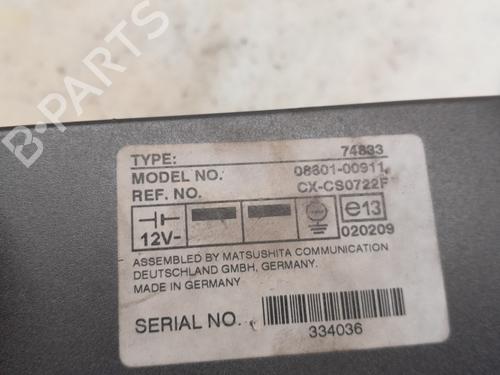 B-PARTS
TYPE: 74833
MODEL NO. 08601-00911
REF. NO. CX-CS0722F
12V- e13
020209
ASSEMBLED BY MATSUSHITA COMMUNICATION
DEUTSCHLAND GMBH, GERMANY.
MADE IN GERMANY
SERIAL NO.
334036